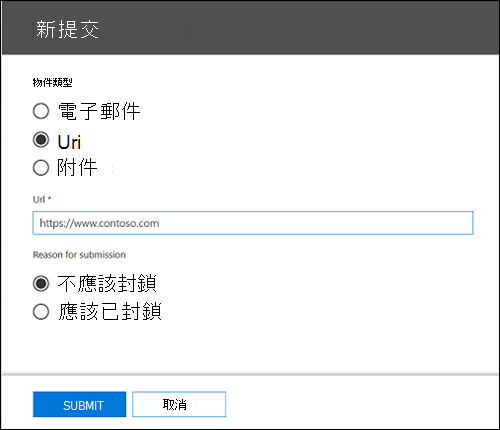 新提交
物件類型
電子郵件
Uri
附件
Url *
https://www.contoso.com
Reason for submission
不應該封鎖
應該已封鎖
SUBMIT 取消